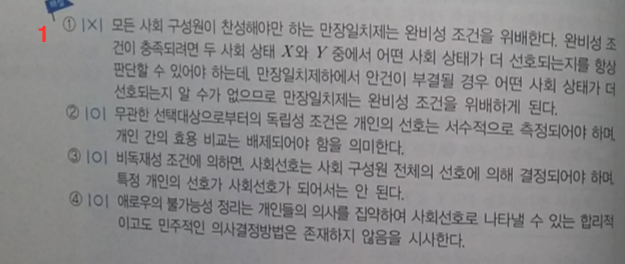 해설
1 ① |X| 모든 사회 구성원이 찬성해야만 하는 만장일치제는 완비성 조건을 위배한다. 완비성 조
건이 충족되려면 두 사회 상태 X와 Y 중에서 어떤 사회 상태가 더 선호되는지를 항상
판단할 수 있어야 하는데, 만장일치제하에서 안건이 부결될 경우 어떤 사회 상태가 더
선호되는지 알 수가 없으므로 만장일치제는 완비성 조건을 위배하게 된다.
② |O| 무관한 선택대상으로부터의 독립성 조건은 개인의 선호는 서수적으로 측정되어야 하며,
개인 간의 효용 비교는 배제되어야 함을 의미한다.
③ |O| 비독재성 조건에 의하면, 사회선호는 사회 구성원 전체의 선호에 의해 결정되어야 하며,
특정 개인의 선호가 사회선호가 되어서는 안 된다.
④ |O| 애로우의 불가능성 정리는 개인들의 의사를 집약하여 사회선호로 나타낼 수 있는 합리적
이고도 민주적인 의사결정방법은 존재하지 않음을 시사한다.